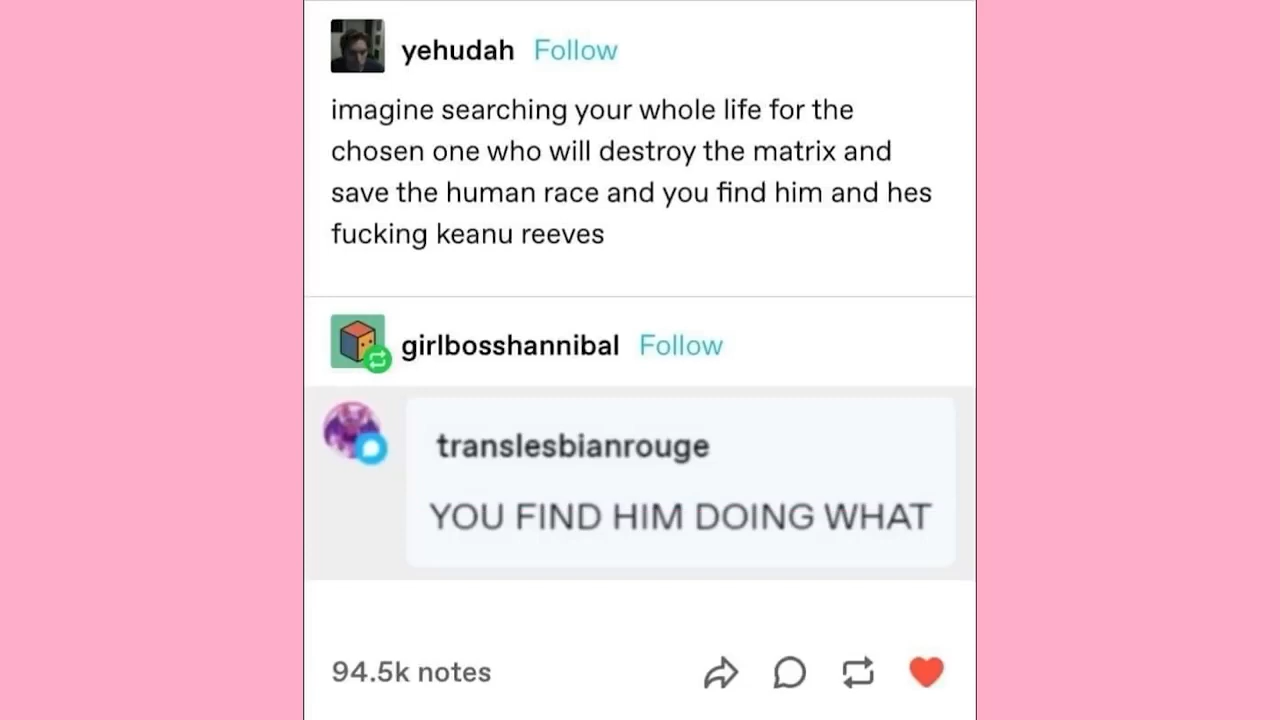 yehudah Follow
imagine searching your whole life for the
chosen one who will destroy the matrix and
save the human race and you find him and hes
fucking keanu reeves
girlbosshannibal Follow
translesbianrouge
YOU FIND HIM DOING WHAT
94.5k notes